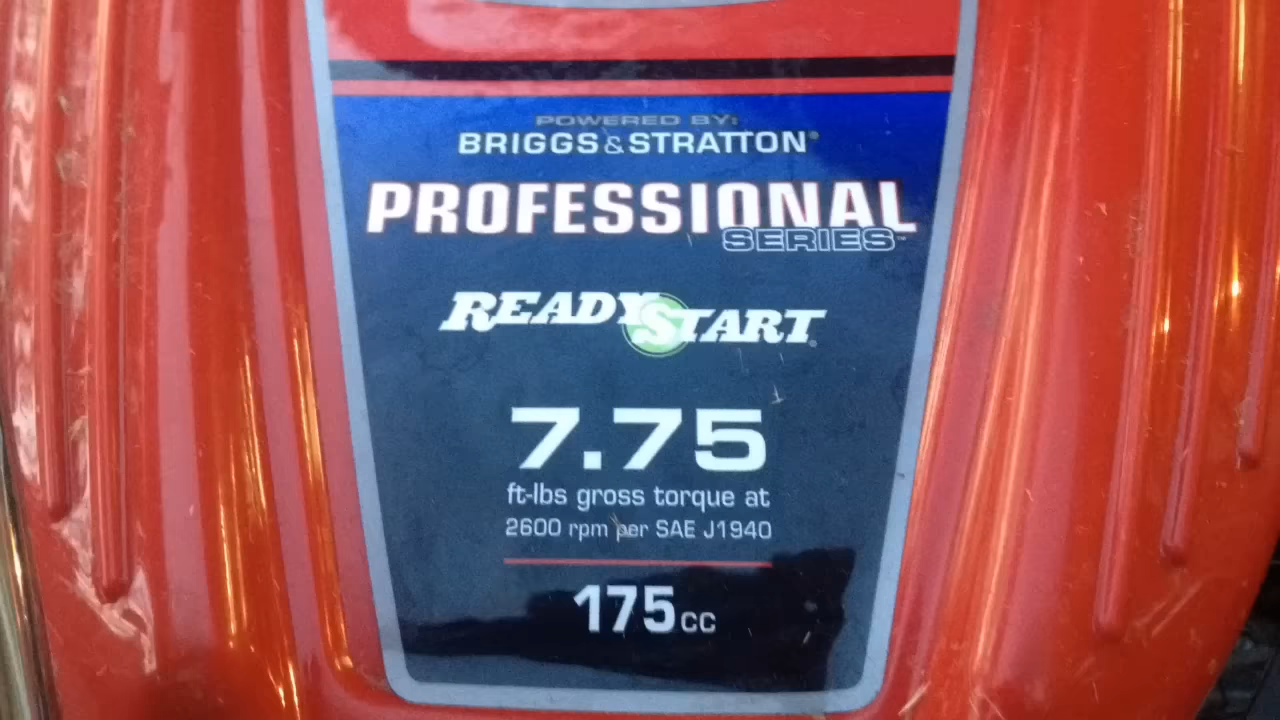 POWERED BY:
BRIGGS & STRATTON®
PROFESSIONAL
SERIES™
READYSTART®
7.75
ft-lbs gross torque at
2600 rpm per SAE J1940
175cc